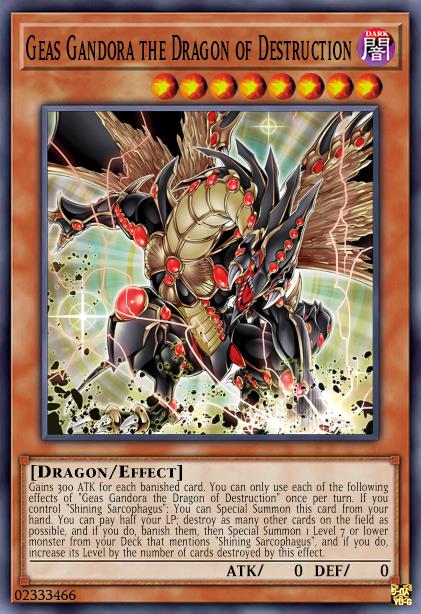 Geas Gandora the Dragon of Destruction
DARK
闇
[Dragon/Effect]
Gains 300 ATK for each banished card. You can only use each of the following
effects of "Geas Gandora the Dragon of Destruction" once per turn. If you
control "Shining Sarcophagus": You can Special Summon this card from your
hand. You can pay half your LP; destroy as many other cards on the field as
possible, and if you do, banish them, then Special Summon 1 Level 7 or lower
monster from your Deck that mentions "Shining Sarcophagus", and if you do,
increase its Level by the number of cards destroyed by this effect.
ATK/ 0 DEF/ 0
02333466